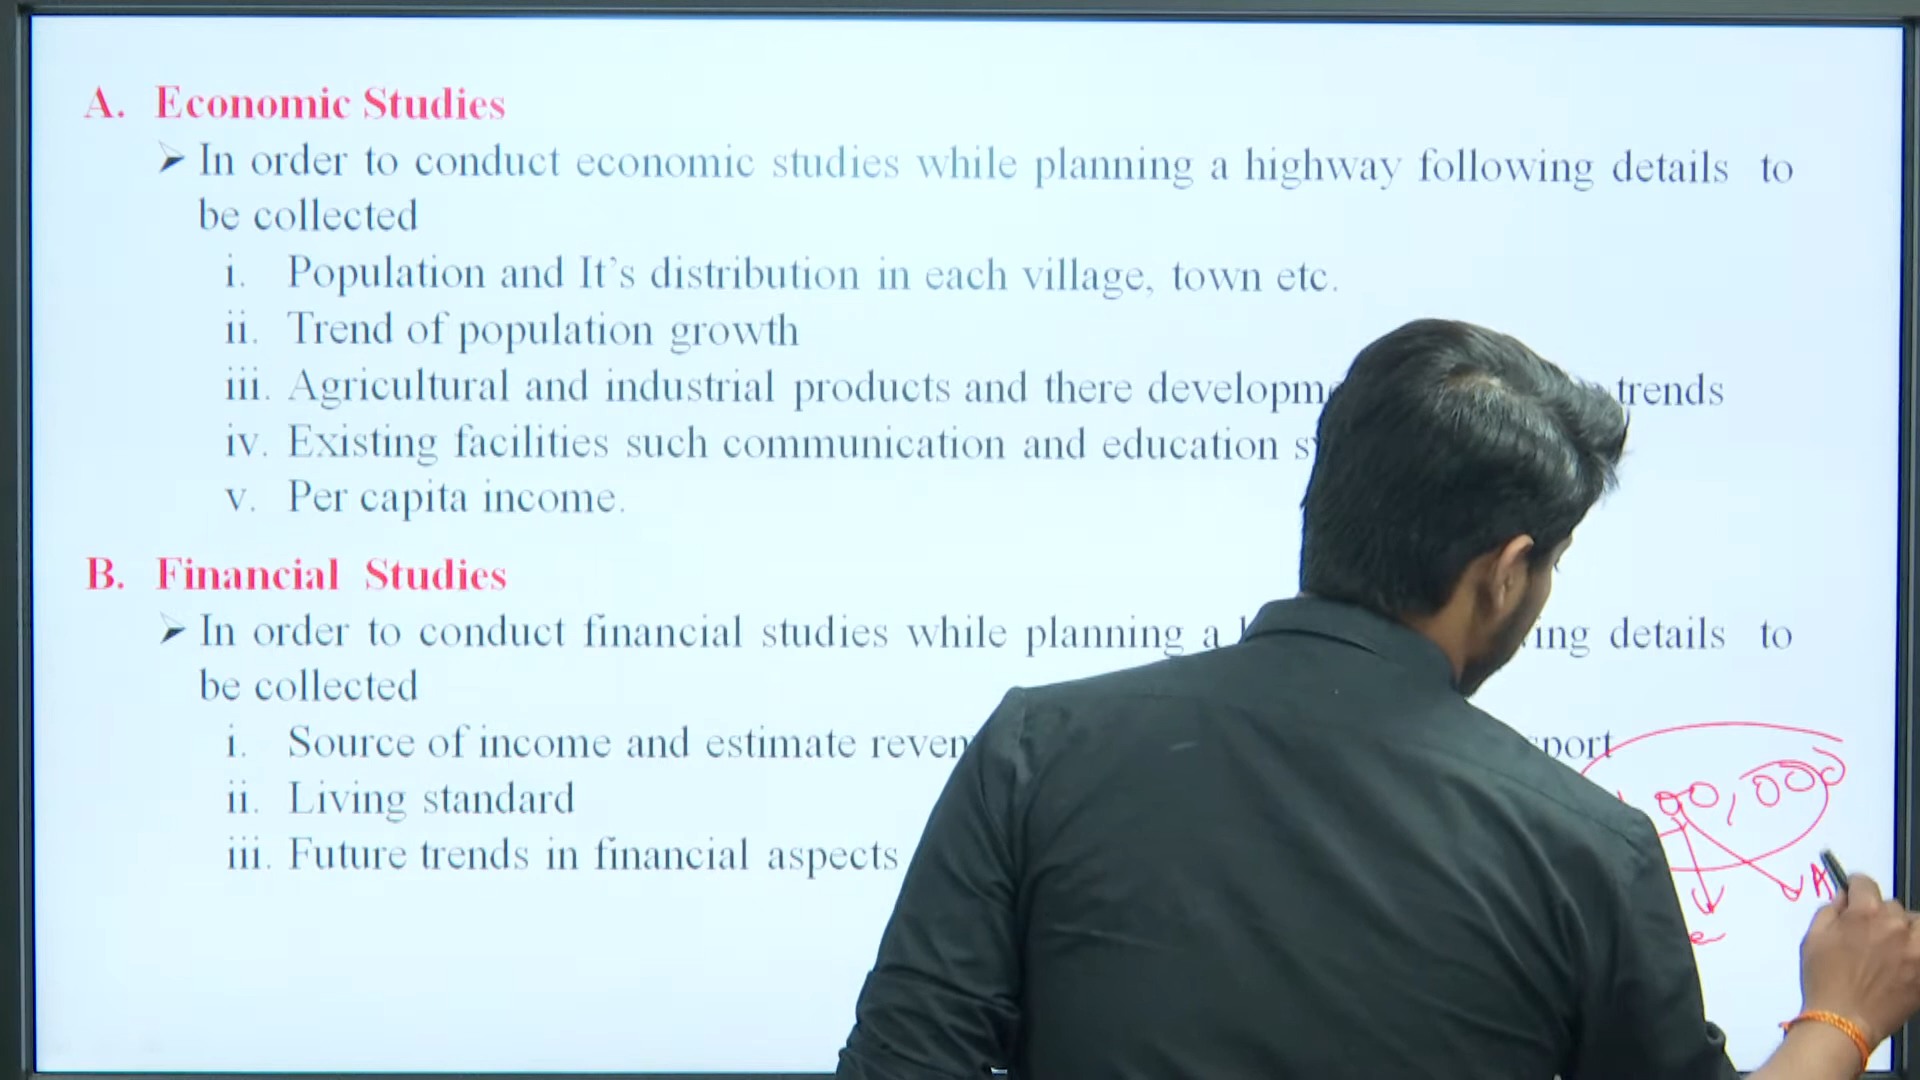 A. Economic Studies
➢ In order to conduct economic studies while planning a highway following details to
be collected
i. Population and It's distribution in each village, town etc.
ii. Trend of population growth
iii. Agricultural and industrial products and there trends
iv. Existing facilities such communication and education
v. Per capita income.
B. Financial Studies
➢ In order to conduct financial studies while planning a details to
be collected
i. Source of income and estimate
ii. Living standard
iii. Future trends in financial aspects
00,000